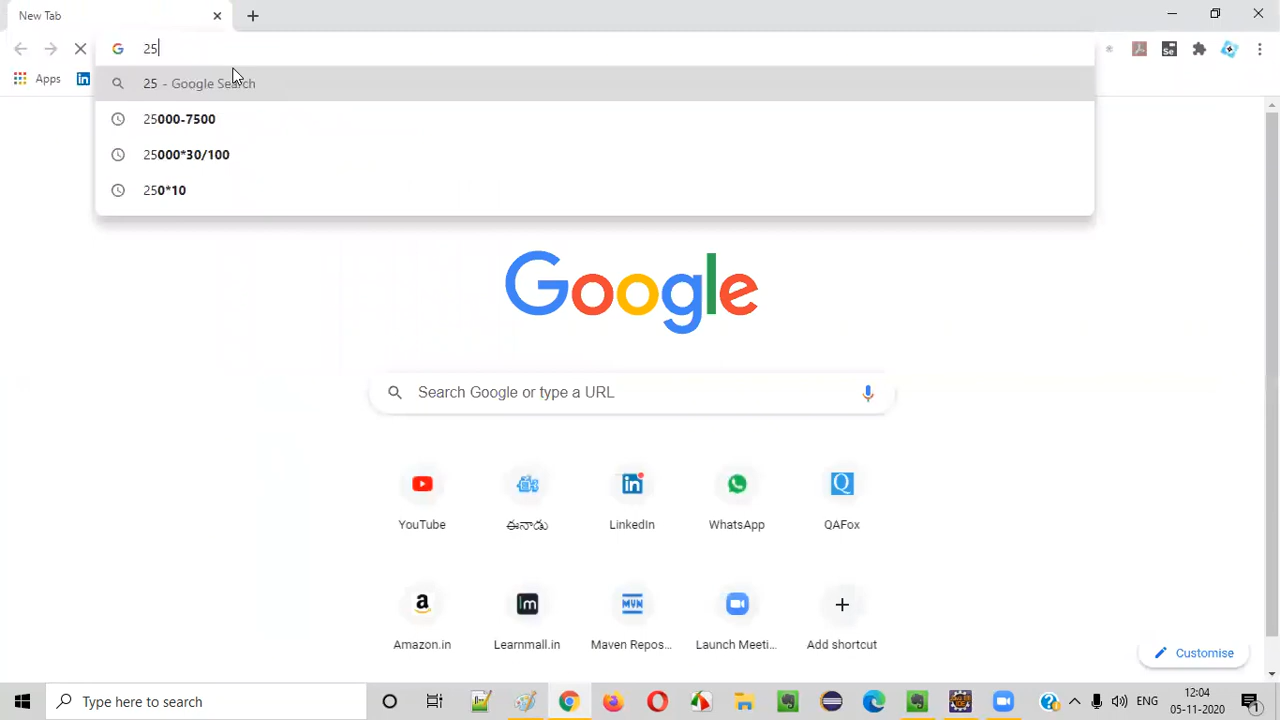 New Tab
25
Apps
25 - Google Search
25000-7500
25000*30/100
250*10
Google
Search Google or type a URL
YouTube
ఈనాడు
LinkedIn
WhatsApp
QAFox
Amazon.in
Learnmall.in
Maven Repos...
Launch Meeti...
Add shortcut
Customise
Type here to search
ENG
12:04
05-11-2020